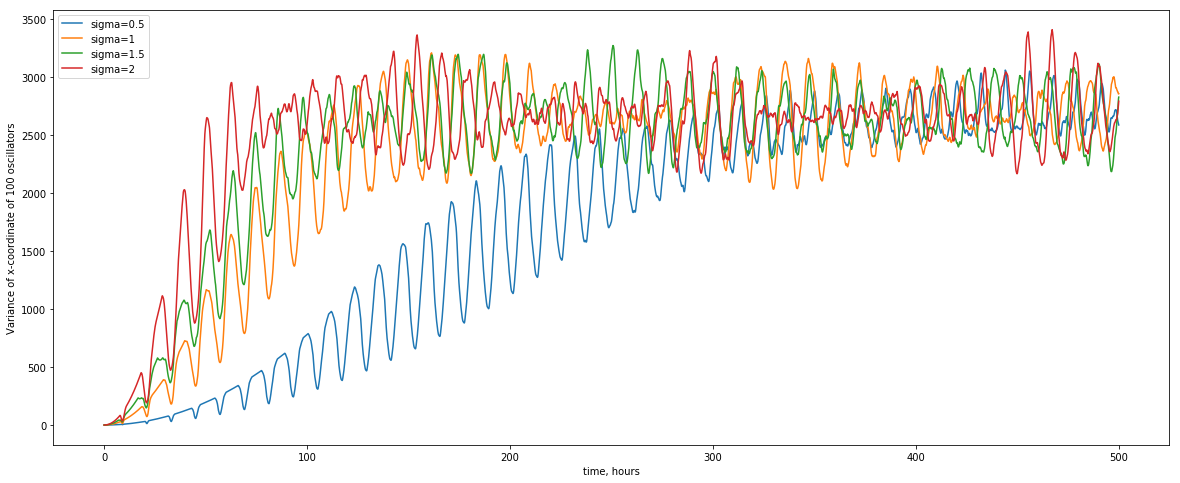 sigma=0.5
sigma=1
sigma=1.5
sigma=2
3500
3000
2500
2000
1500
1000
500
0
Variance of x-coordinate of 100 oscillators
0 100 200 300 400 500
time, hours